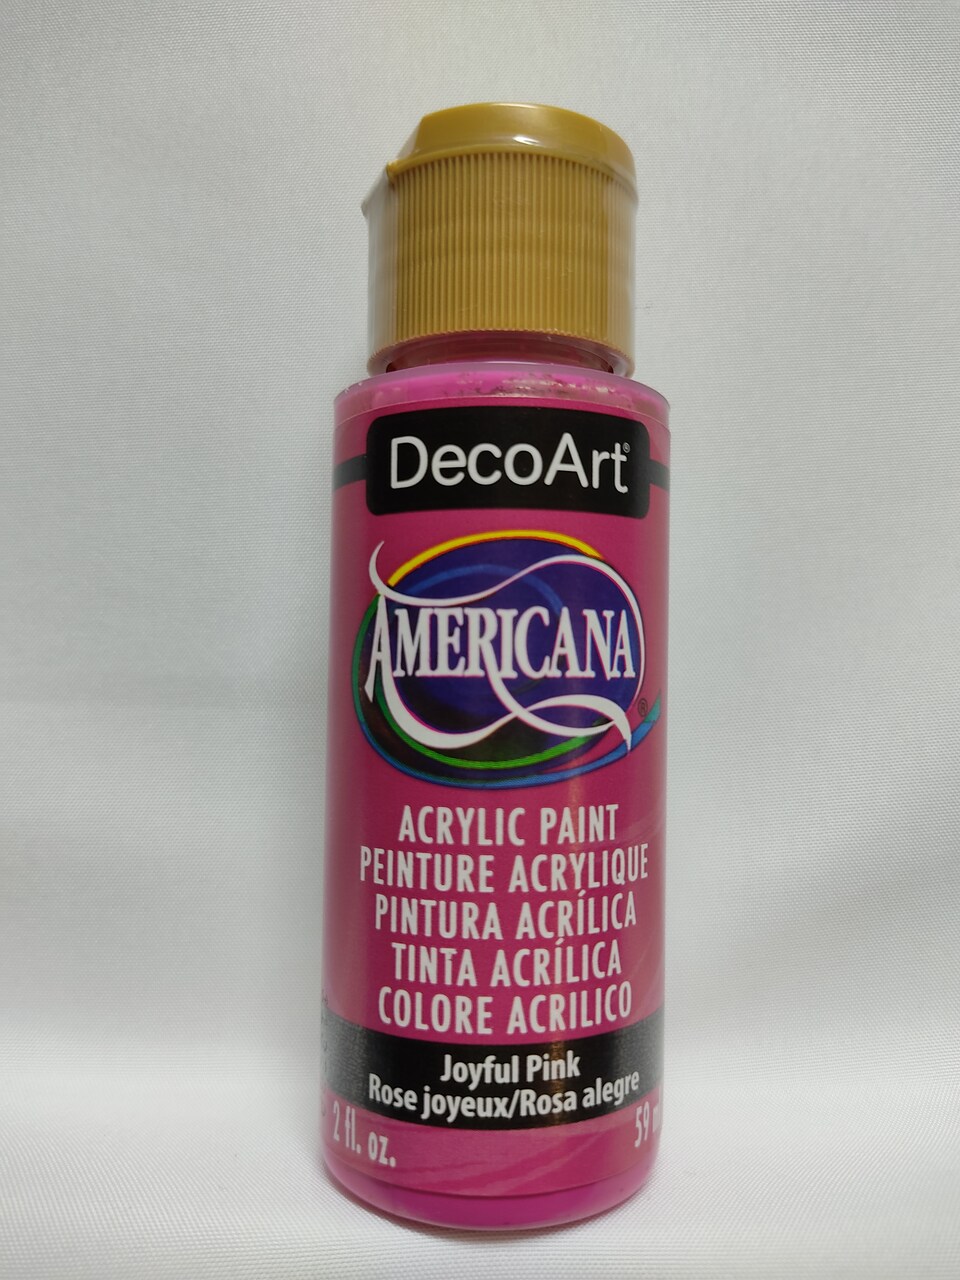 DecoArt®
AMERICANA®
ACRYLIC PAINT
PEINTURE ACRYLIQUE
PINTURA ACRÍLICA
TINTA ACRÍLICA
COLORE ACRILICO
Joyful Pink
Rose joyeux/Rosa alegre
2 fl. oz. 59